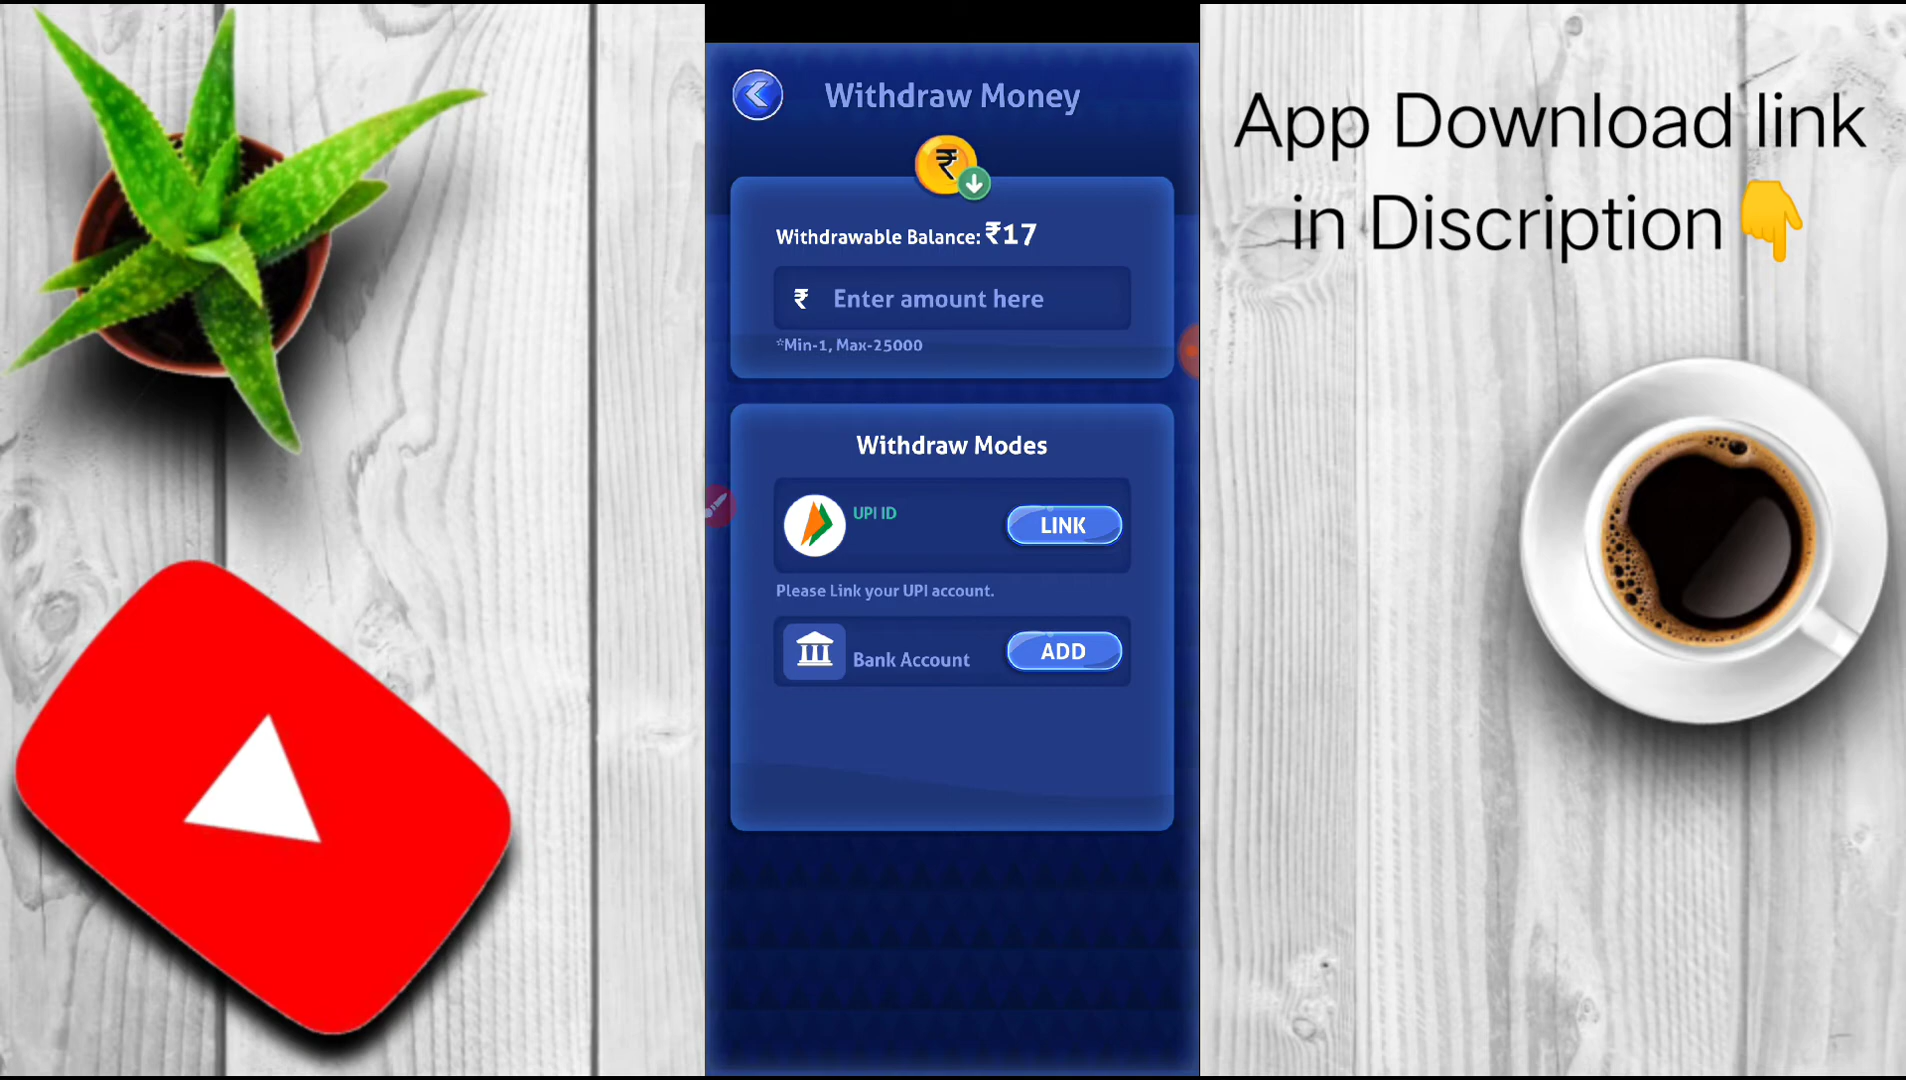 Withdraw Money
₹
Withdrawable Balance: ₹17
₹ Enter amount here
*Min-1, Max-25000
Withdraw Modes
UPI ID
LINK
Please Link your UPI account.
Bank Account
ADD
App Download link
in Discription👇